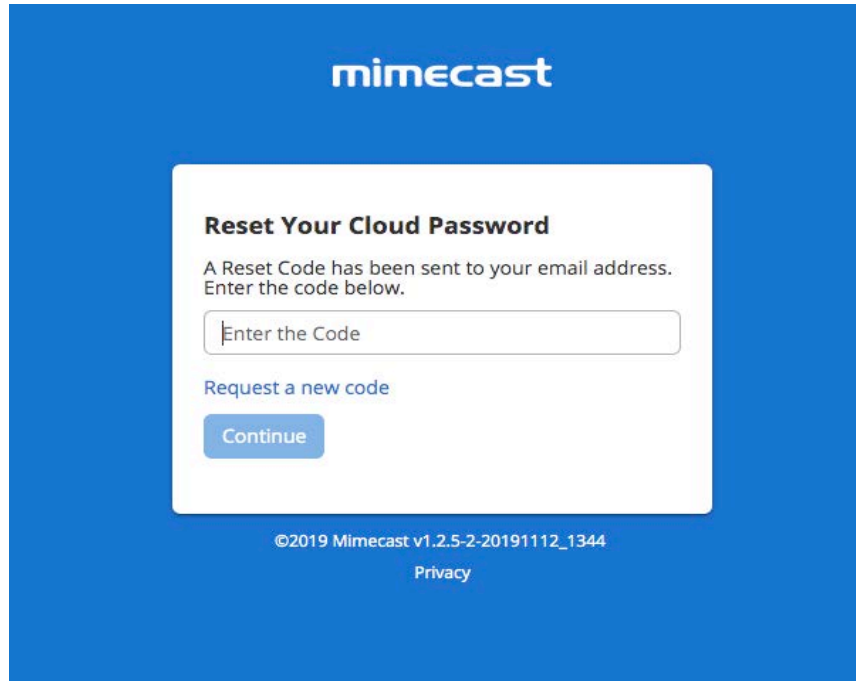 mimecast
Reset Your Cloud Password
A Reset Code has been sent to your email address.
Enter the code below.
Enter the Code
Request a new code
Continue
©2019 Mimecast v1.2.5-2-20191112_1344
Privacy